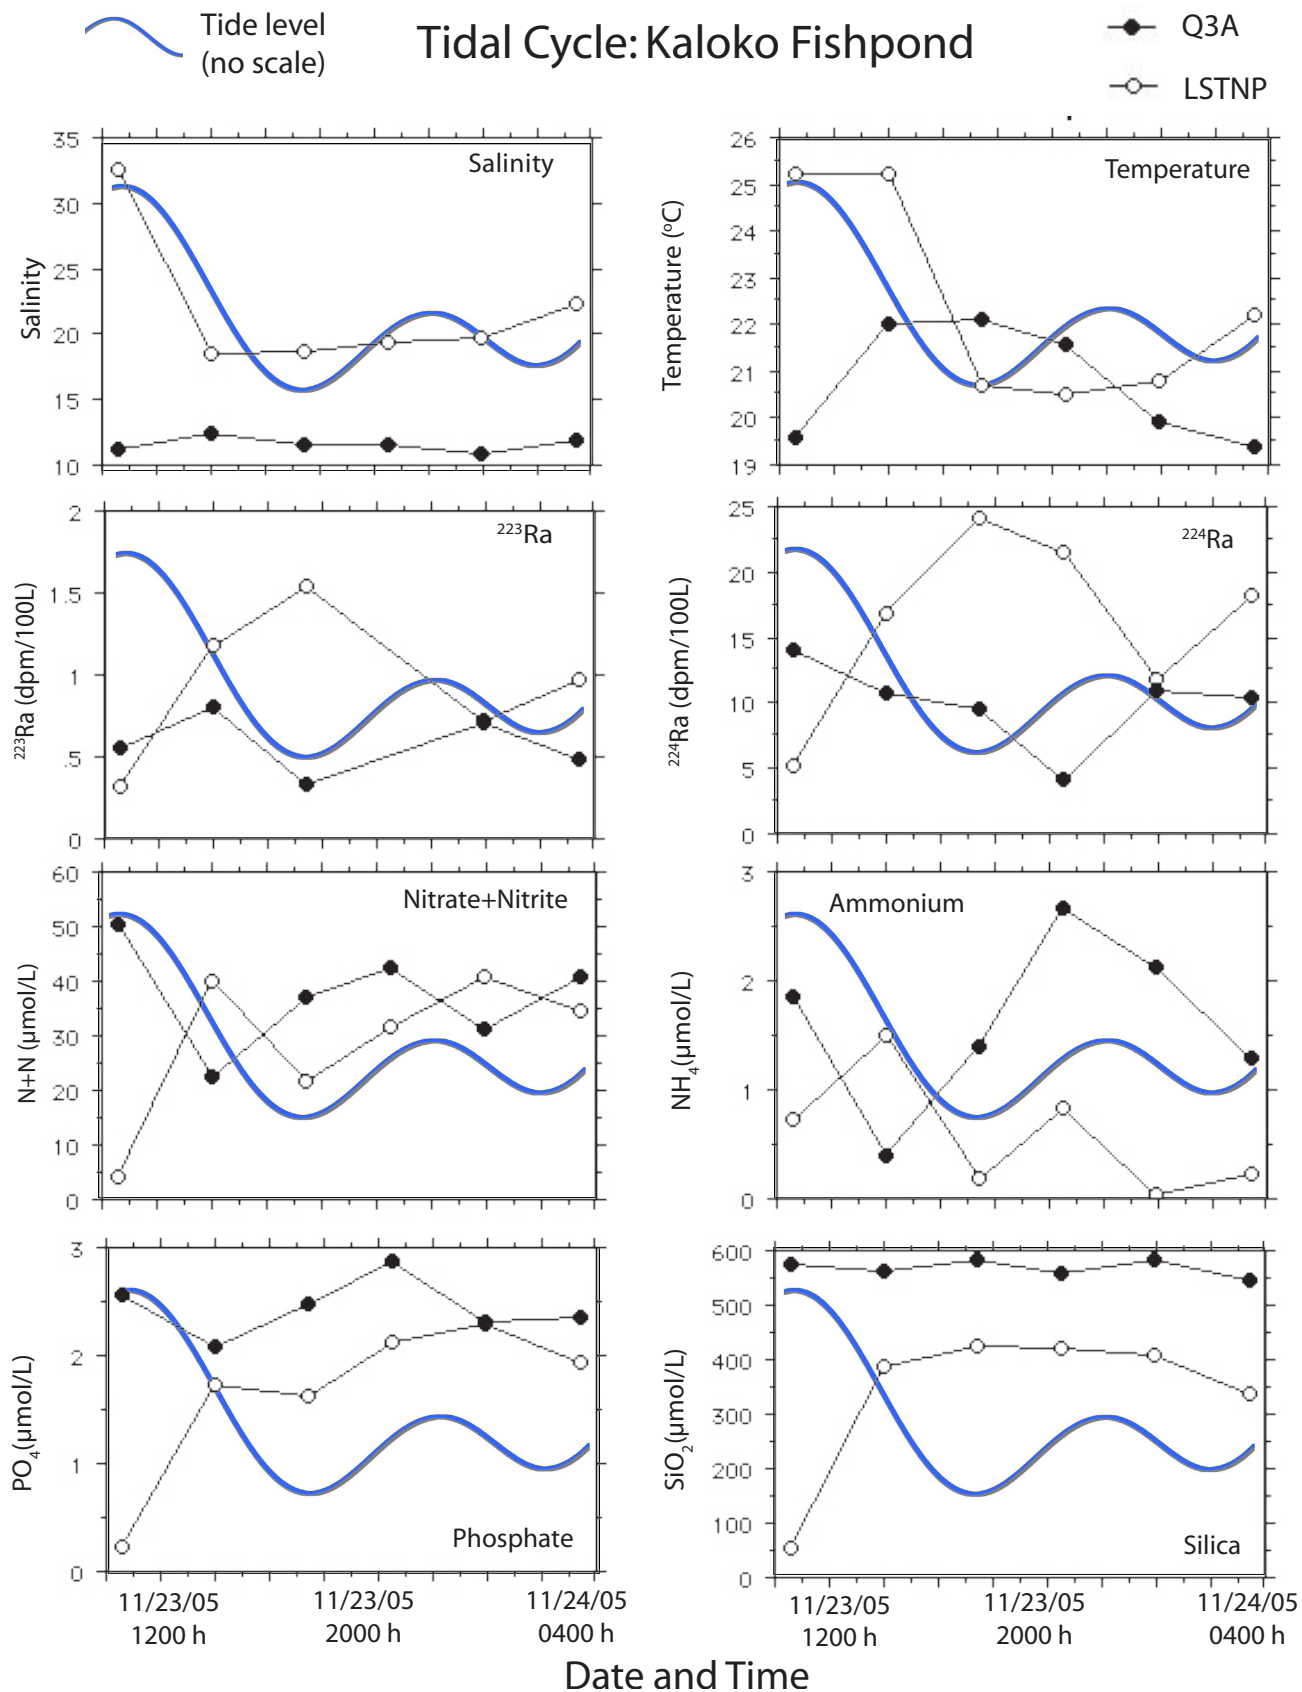 Tide level
(no scale)
Tidal Cycle: Kaloko Fishpond
Q3A
LSTNP
Salinity
Salinity
35
30
25
20
15
10
Temperature
Temperature (ºC)
26
25
24
23
22
21
20
19
²²³Ra
²²³Ra (dpm/100L)
2
1.5
1
.5
0
²²⁴Ra
²²⁴Ra (dpm/100L)
25
20
15
10
5
0
Nitrate+Nitrite
N+N (µmol/L)
60
50
40
30
20
10
0
Ammonium
NH₄(µmol/L)
3
2
1
0
Phosphate
PO₄(µmol/L)
3
2
1
0
Silica
SiO₂(µmol/L)
600
500
400
300
200
100
0
11/23/05
1200 h
11/23/05
2000 h
11/24/05
0400 h
11/23/05
1200 h
11/23/05
2000 h
11/24/05
0400 h
Date and Time